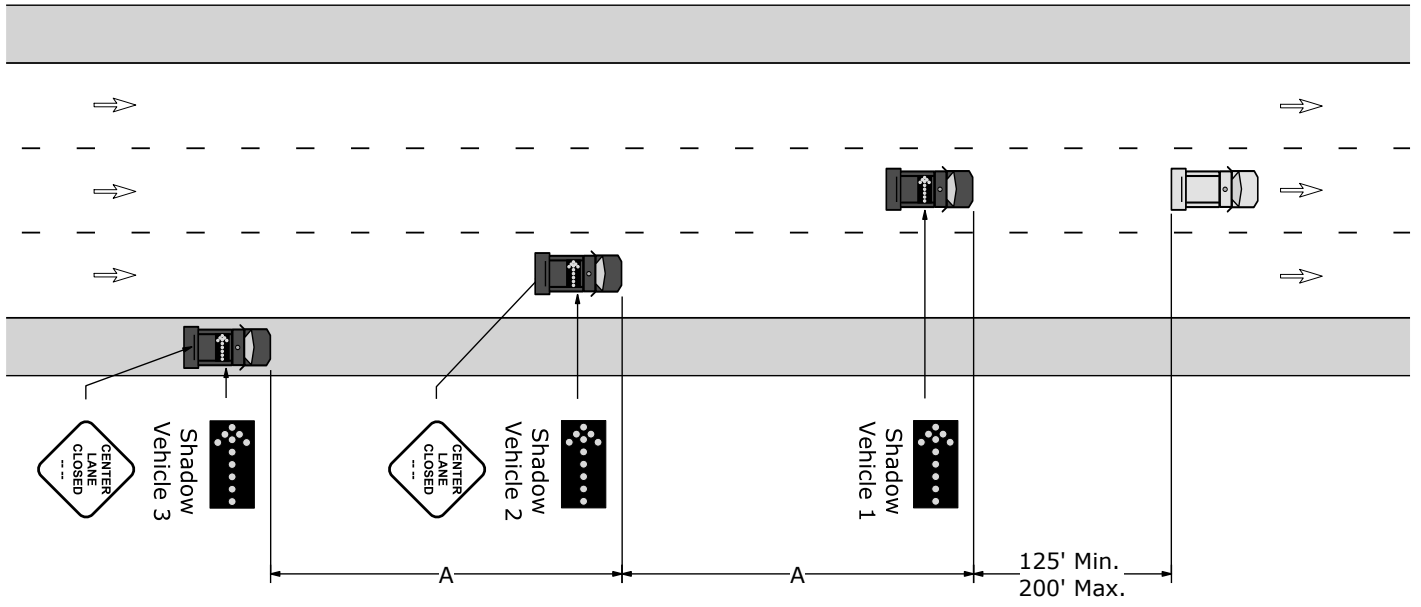 CENTER
LANE
CLOSED
-- --
Shadow
Vehicle 3
CENTER
LANE
CLOSED
-- --
Shadow
Vehicle 2
Shadow
Vehicle 1
A
A
125' Min.
200' Max.